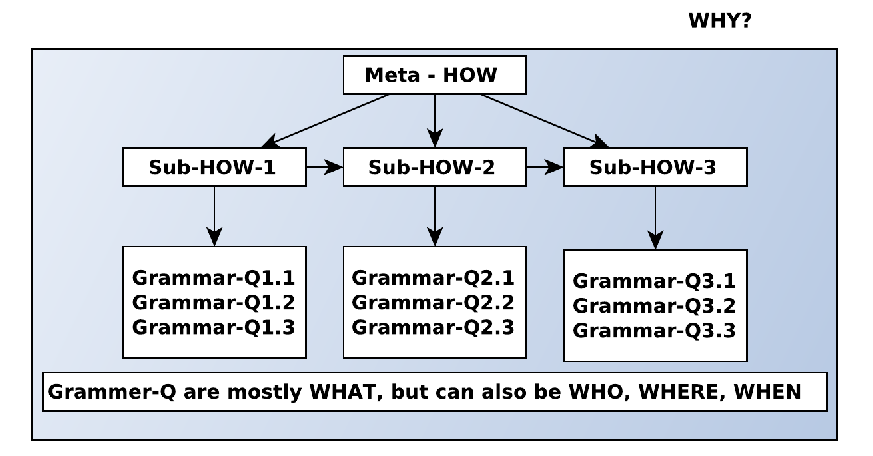 WHY?
Meta - HOW
Sub-HOW-1
Sub-HOW-2
Sub-HOW-3
Grammar-Q1.1
Grammar-Q1.2
Grammar-Q1.3
Grammar-Q2.1
Grammar-Q2.2
Grammar-Q2.3
Grammar-Q3.1
Grammar-Q3.2
Grammar-Q3.3
Grammer-Q are mostly WHAT, but can also be WHO, WHERE, WHEN